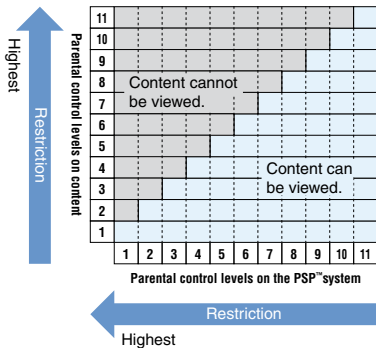 Highest
Restriction
Parental control levels on content
11
10
9
8
7
6
5
4
3
2
1
Content cannot
be viewed.
Content can
be viewed.
1 2 3 4 5 6 7 8 9 10 11
Parental control levels on the PSP™system
Restriction
Highest